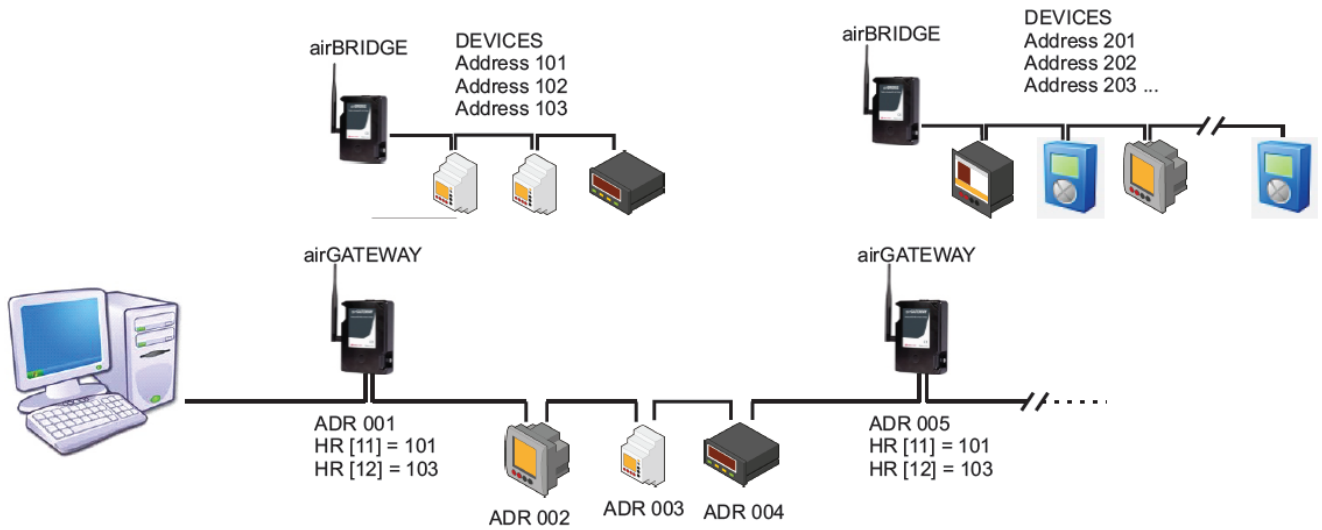 airBRIDGE
DEVICES
Address 101
Address 102
Address 103
airBRIDGE
DEVICES
Address 201
Address 202
Address 203 ...
airGATEWAY
airGATEWAY
ADR 001
HR [11] = 101
HR [12] = 103
ADR 002
ADR 003
ADR 004
ADR 005
HR [11] = 101
HR [12] = 103